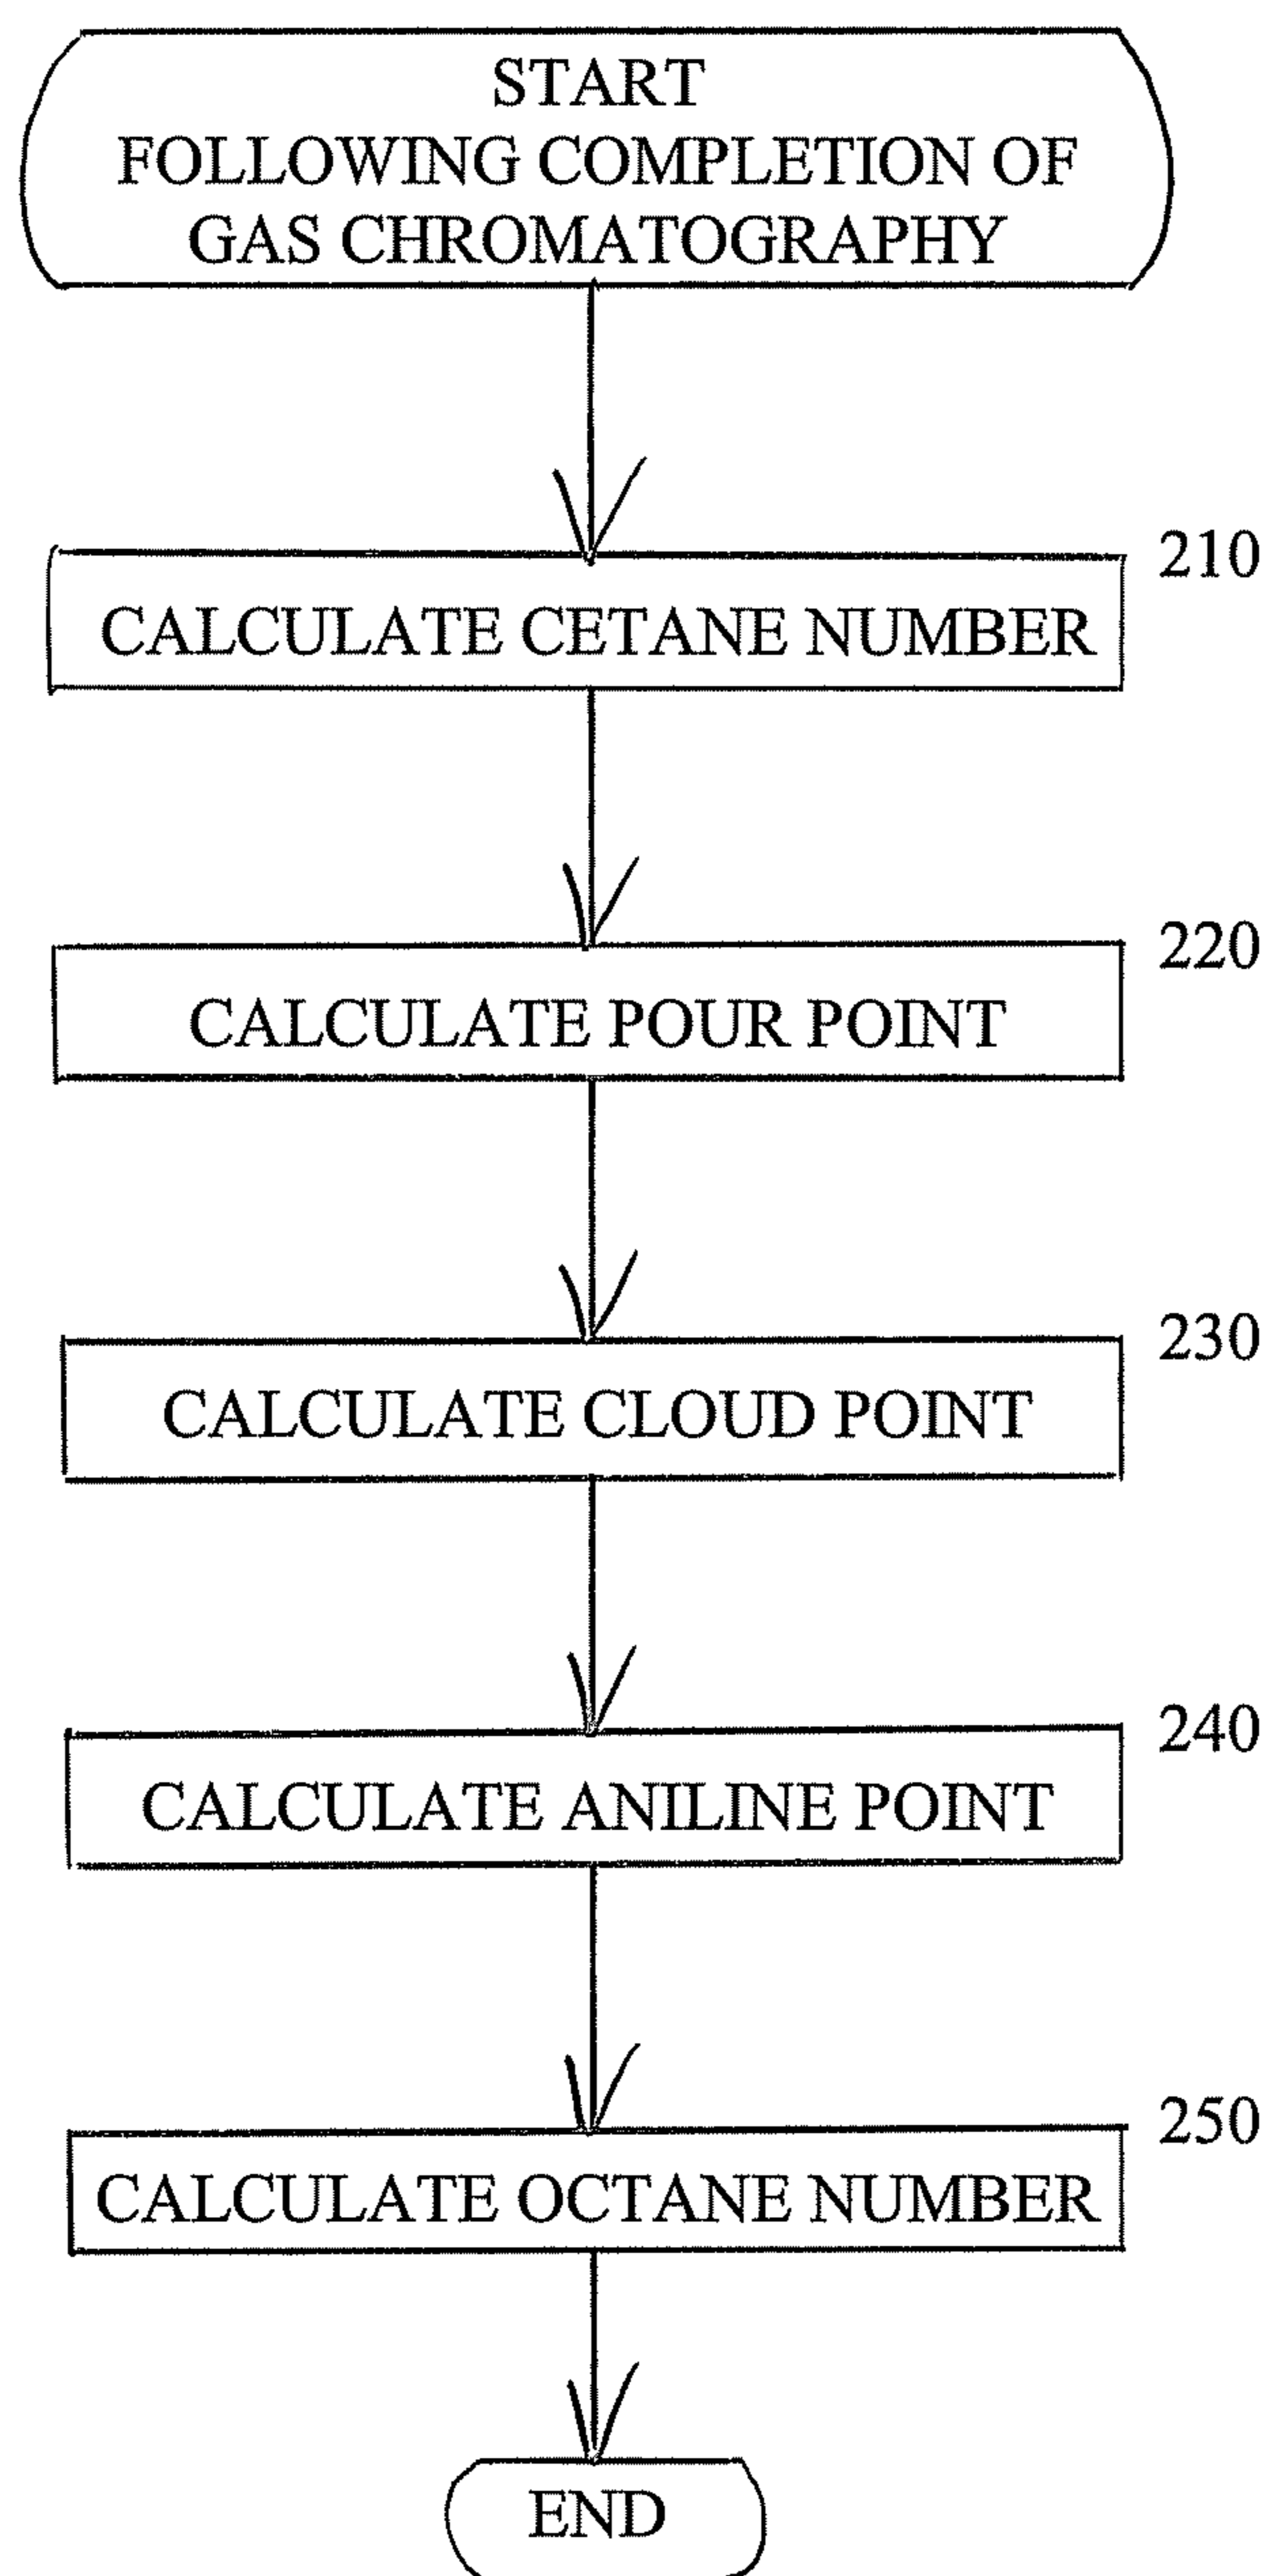 START
FOLLOWING COMPLETION OF
GAS CHROMATOGRAPHY
210
CALCULATE CETANE NUMBER
220
CALCULATE POUR POINT
230
CALCULATE CLOUD POINT
240
CALCULATE ANILINE POINT
250
CALCULATE OCTANE NUMBER
END